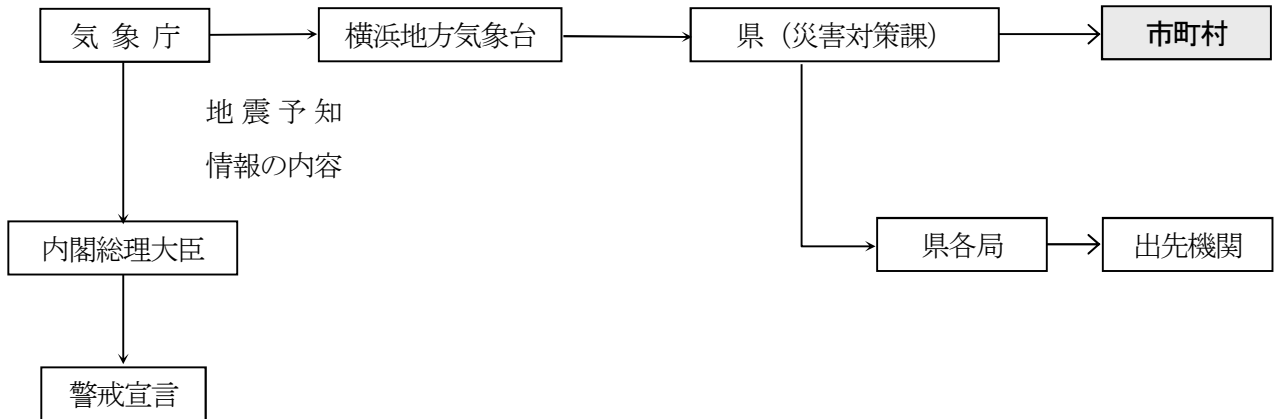 気 象 庁
横浜地方気象台
県（災害対策課）
市町村
地 震 予 知
情報の内容
内閣総理大臣
県各局
出先機関
警戒宣言